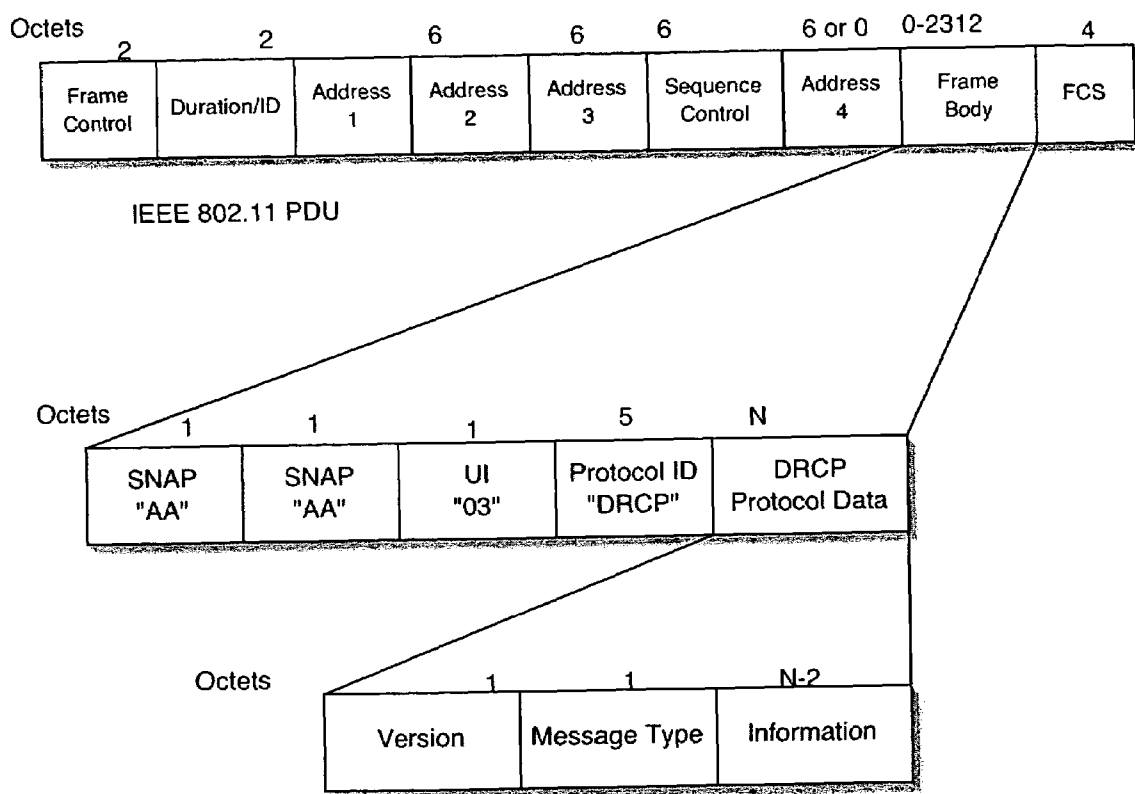 Octets 2 2 6 6 6 6 or 0 0-2312 4
Frame Control
Duration/ID
Address 1
Address 2
Address 3
Sequence Control
Address 4
Frame Body
FCS
IEEE 802.11 PDU
Octets 1 1 1 5 N
SNAP "AA"
SNAP "AA"
UI "03"
Protocol ID "DRCP"
DRCP Protocol Data
Octets 1 1 N-2
Version
Message Type
Information